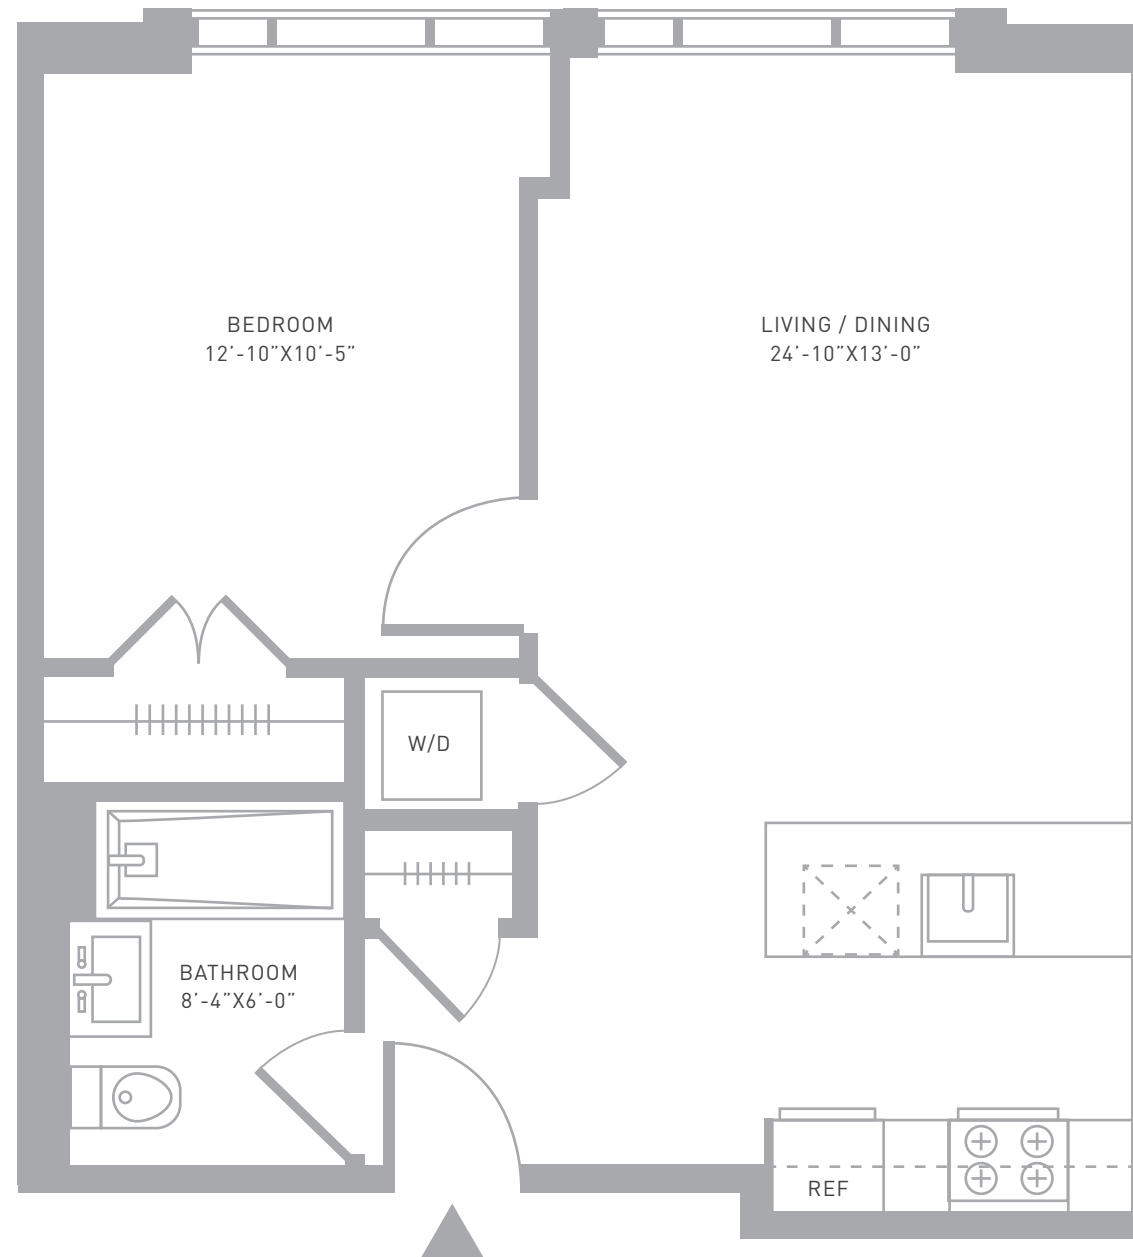 BEDROOM
12’-10”X10’-5”
LIVING / DINING
24’-10”X13’-0”
W/D
BATHROOM
8’-4”X6’-0”
REF